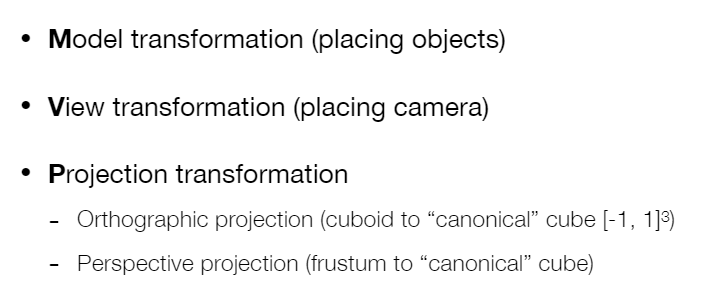 • Model transformation (placing objects)
• View transformation (placing camera)
• Projection transformation
- Orthographic projection (cuboid to “canonical” cube [-1, 1]³)
- Perspective projection (frustum to “canonical” cube)